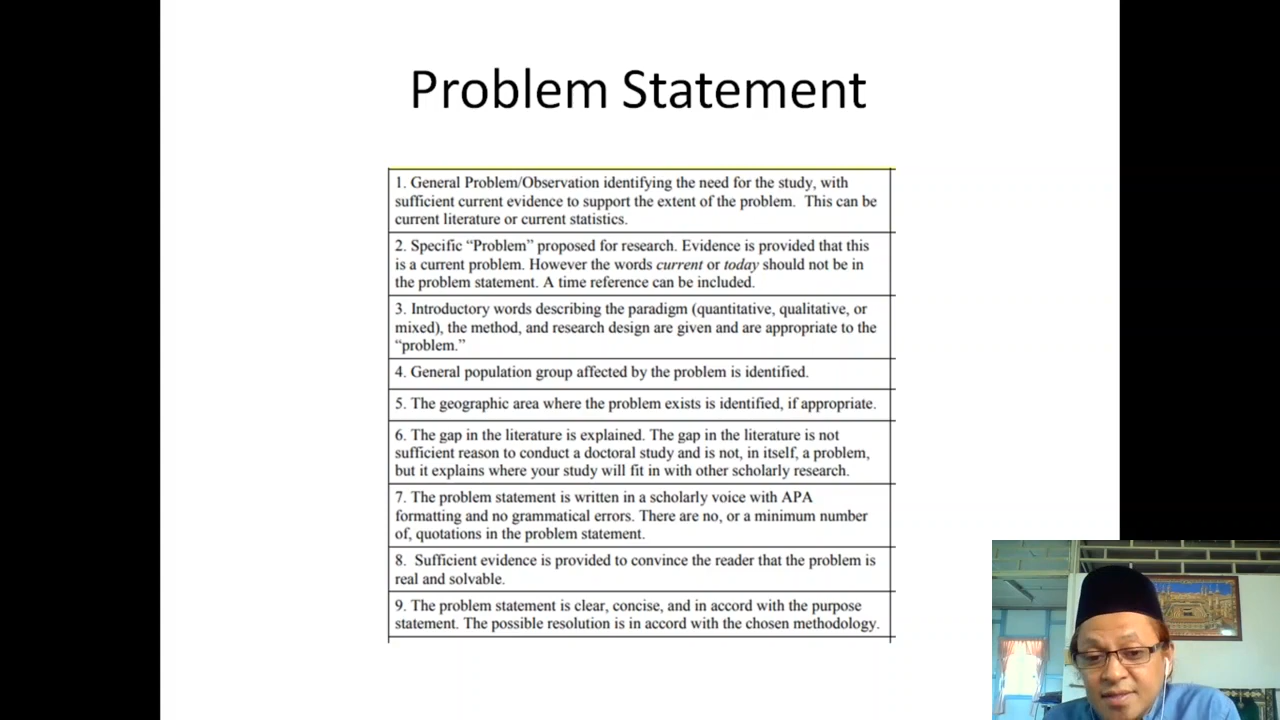 Problem Statement
1. General Problem/Observation identifying the need for the study, with
sufficient current evidence to support the extent of the problem.  This can be
current literature or current statistics.
2. Specific “Problem” proposed for research. Evidence is provided that this
is a current problem. However the words current or today should not be in
the problem statement. A time reference can be included.
3. Introductory words describing the paradigm (quantitative, qualitative, or
mixed), the method, and research design are given and are appropriate to the
“problem.”
4. General population group affected by the problem is identified.
5. The geographic area where the problem exists is identified, if appropriate.
6. The gap in the literature is explained. The gap in the literature is not
sufficient reason to conduct a doctoral study and is not, in itself, a problem,
but it explains where your study will fit in with other scholarly research.
7. The problem statement is written in a scholarly voice with APA
formatting and no grammatical errors. There are no, or a minimum number
of, quotations in the problem statement.
8.  Sufficient evidence is provided to convince the reader that the problem is
real and solvable.
9. The problem statement is clear, concise, and in accord with the purpose
statement. The possible resolution is in accord with the chosen methodology.